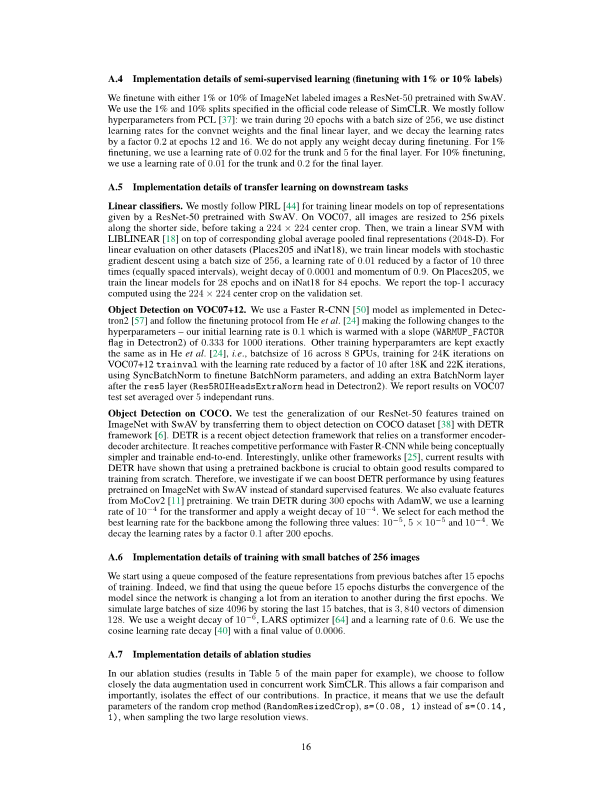 A.4 Implementation details of semi-supervised learning (finetuning with 1% or 10% labels)
We finetune with either 1% or 10% of ImageNet labeled images a ResNet-50 pretrained with SwAV.
We use the 1% and 10% splits specified in the official code release of SimCLR. We mostly follow
hyperparameters from PCL [37]: we train during 20 epochs with a batch size of 256, we use distinct
learning rates for the convnet weights and the final linear layer, and we decay the learning rates
by a factor 0.2 at epochs 12 and 16. We do not apply any weight decay during finetuning. For 1%
finetuning, we use a learning rate of 0.02 for the trunk and 5 for the final layer. For 10% finetuning,
we use a learning rate of 0.01 for the trunk and 0.2 for the final layer.
A.5 Implementation details of transfer learning on downstream tasks
Linear classifiers. We mostly follow PIRL [44] for training linear models on top of representations
given by a ResNet-50 pretrained with SwAV. On VOC07, all images are resized to 256 pixels
along the shorter side, before taking a 224 × 224 center crop. Then, we train a linear SVM with
LIBLINEAR [18] on top of corresponding global average pooled final representations (2048-D). For
linear evaluation on other datasets (Places205 and iNat18), we train linear models with stochastic
gradient descent using a batch size of 256, a learning rate of 0.01 reduced by a factor of 10 three
times (equally spaced intervals), weight decay of 0.0001 and momentum of 0.9. On Places205, we
train the linear models for 28 epochs and on iNat18 for 84 epochs. We report the top-1 accuracy
computed using the 224 × 224 center crop on the validation set.
Object Detection on VOC07+12. We use a Faster R-CNN [50] model as implemented in Detec-
tron2 [57] and follow the finetuning protocol from He et al. [24] making the following changes to the
hyperparameters – our initial learning rate is 0.1 which is warmed with a slope (WARMUP_FACTOR
flag in Detectron2) of 0.333 for 1000 iterations. Other training hyperparamters are kept exactly
the same as in He et al. [24], i.e., batchsize of 16 across 8 GPUs, training for 24K iterations on
VOC07+12 trainval with the learning rate reduced by a factor of 10 after 18K and 22K iterations,
using SyncBatchNorm to finetune BatchNorm parameters, and adding an extra BatchNorm layer
after the res5 layer (Res5ROIHeadsExtraNorm head in Detectron2). We report results on VOC07
test set averaged over 5 independant runs.
Object Detection on COCO. We test the generalization of our ResNet-50 features trained on
ImageNet with SwAV by transferring them to object detection on COCO dataset [38] with DETR
framework [6]. DETR is a recent object detection framework that relies on a transformer encoder-
decoder architecture. It reaches competitive performance with Faster R-CNN while being conceptually
simpler and trainable end-to-end. Interestingly, unlike other frameworks [25], current results with
DETR have shown that using a pretrained backbone is crucial to obtain good results compared to
training from scratch. Therefore, we investigate if we can boost DETR performance by using features
pretrained on ImageNet with SwAV instead of standard supervised features. We also evaluate features
from MoCov2 [11] pretraining. We train DETR during 300 epochs with AdamW, we use a learning
rate of 10⁻⁴ for the transformer and apply a weight decay of 10⁻⁴. We select for each method the
best learning rate for the backbone among the following three values: 10⁻⁵, 5 × 10⁻⁵ and 10⁻⁴. We
decay the learning rates by a factor 0.1 after 200 epochs.
A.6 Implementation details of training with small batches of 256 images
We start using a queue composed of the feature representations from previous batches after 15 epochs
of training. Indeed, we find that using the queue before 15 epochs disturbs the convergence of the
model since the network is changing a lot from an iteration to another during the first epochs. We
simulate large batches of size 4096 by storing the last 15 batches, that is 3,840 vectors of dimension
128. We use a weight decay of 10⁻⁶, LARS optimizer [64] and a learning rate of 0.6. We use the
cosine learning rate decay [40] with a final value of 0.0006.
A.7 Implementation details of ablation studies
In our ablation studies (results in Table 5 of the main paper for example), we choose to follow
closely the data augmentation used in concurrent work SimCLR. This allows a fair comparison and
importantly, isolates the effect of our contributions. In practice, it means that we use the default
parameters of the random crop method (RandomResizedCrop), s=(0.08, 1) instead of s=(0.14,
1), when sampling the two large resolution views.
16